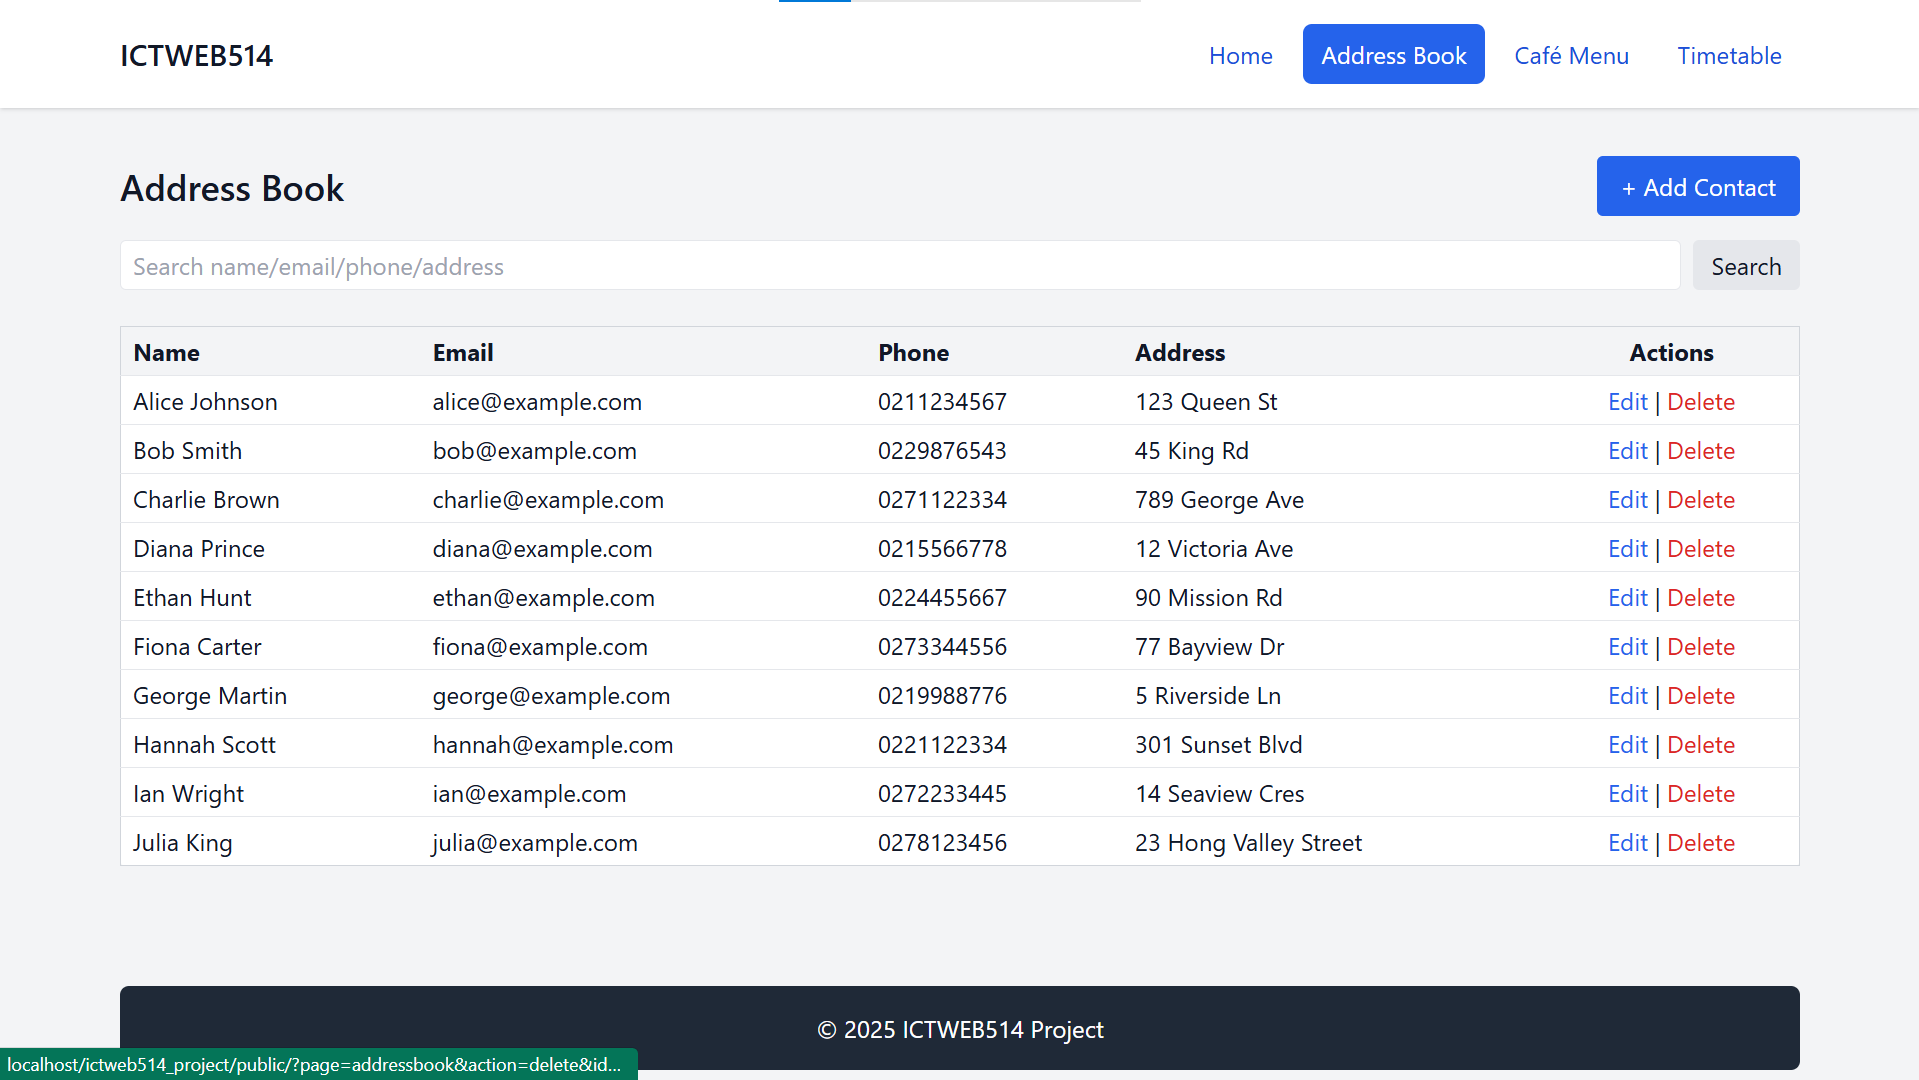 ICTWEB514 Home Address Book Café Menu Timetable
Address Book + Add Contact
Search name/email/phone/address Search
Name Email Phone Address Actions
Alice Johnson alice@example.com 0211234567 123 Queen St Edit | Delete
Bob Smith bob@example.com 0229876543 45 King Rd Edit | Delete
Charlie Brown charlie@example.com 0271122334 789 George Ave Edit | Delete
Diana Prince diana@example.com 0215566778 12 Victoria Ave Edit | Delete
Ethan Hunt ethan@example.com 0224455667 90 Mission Rd Edit | Delete
Fiona Carter fiona@example.com 0273344556 77 Bayview Dr Edit | Delete
George Martin george@example.com 0219988776 5 Riverside Ln Edit | Delete
Hannah Scott hannah@example.com 0221122334 301 Sunset Blvd Edit | Delete
Ian Wright ian@example.com 0272233445 14 Seaview Cres Edit | Delete
Julia King julia@example.com 0278123456 23 Hong Valley Street Edit | Delete
© 2025 ICTWEB514 Project
localhost/ictweb514_project/public/?page=addressbook&action=delete&id...